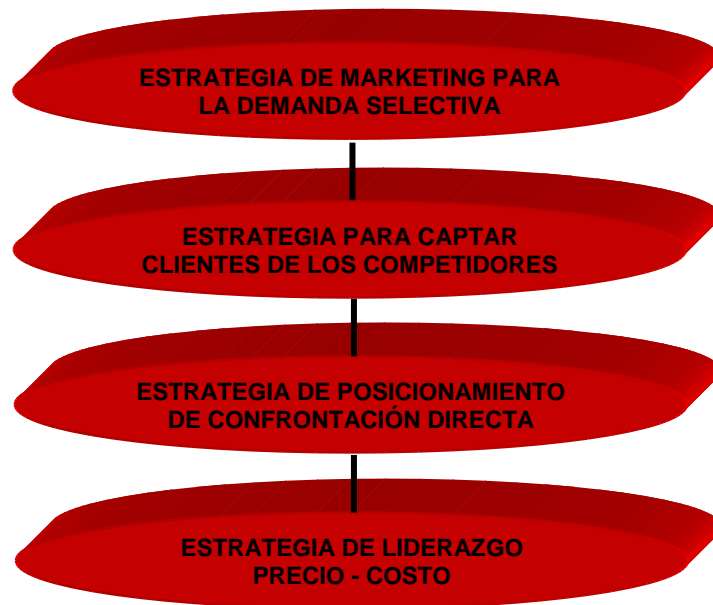 ESTRATEGIA DE MARKETING PARA
LA DEMANDA SELECTIVA
ESTRATEGIA PARA CAPTAR
CLIENTES DE LOS COMPETIDORES
ESTRATEGIA DE POSICIONAMIENTO
DE CONFRONTACIÓN DIRECTA
ESTRATEGIA DE LIDERAZGO
PRECIO - COSTO